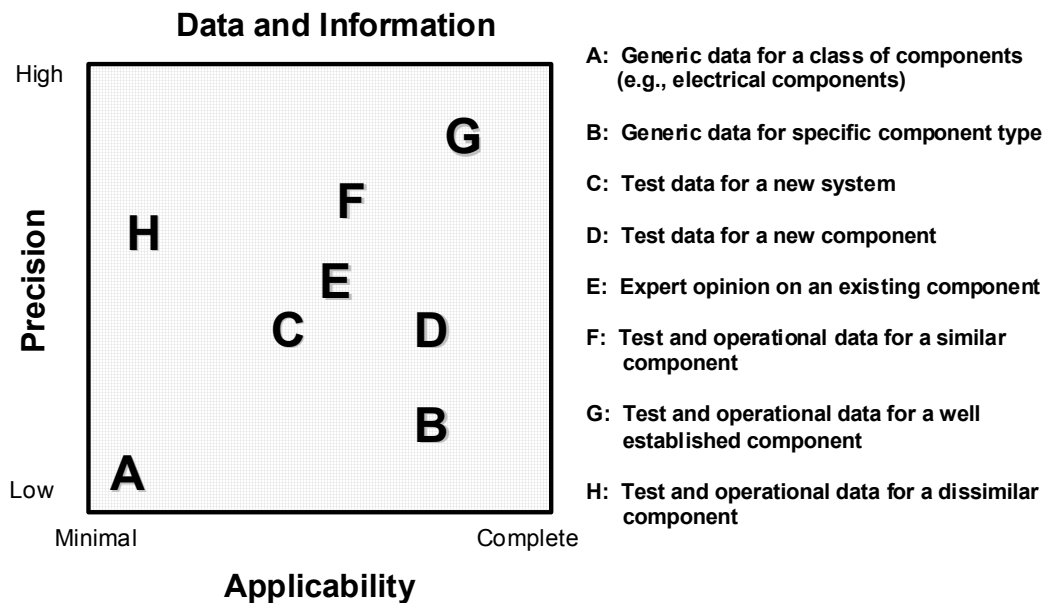 Data and Information
High
Precision
Low
Minimal
Complete
Applicability
G
F
H
E
C
D
B
A
A: Generic data for a class of components
(e.g., electrical components)
B: Generic data for specific component type
C: Test data for a new system
D: Test data for a new component
E: Expert opinion on an existing component
F: Test and operational data for a similar
component
G: Test and operational data for a well
established component
H: Test and operational data for a dissimilar
component